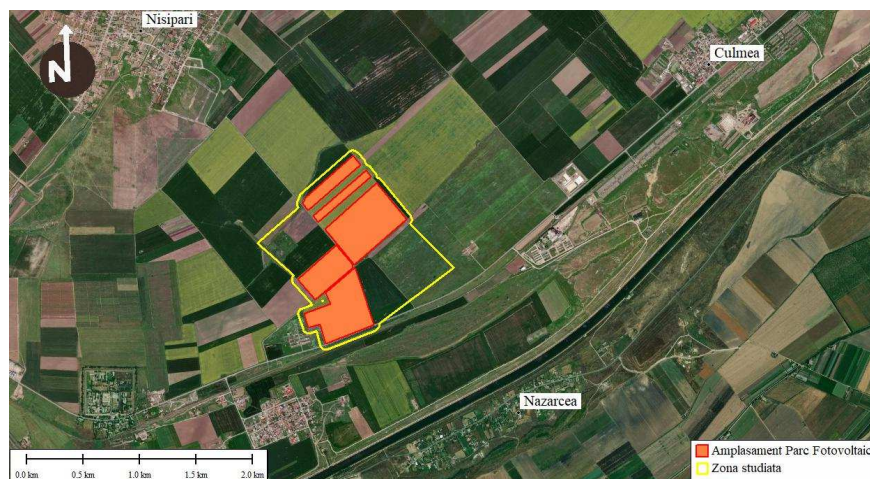 Nisipari
N
Culmea
Nazarcea
Amplasament Parc Fotovoltaic
Zona studiata
0.0 km 0.5 km 1.0 km 1.5 km 2.0 km